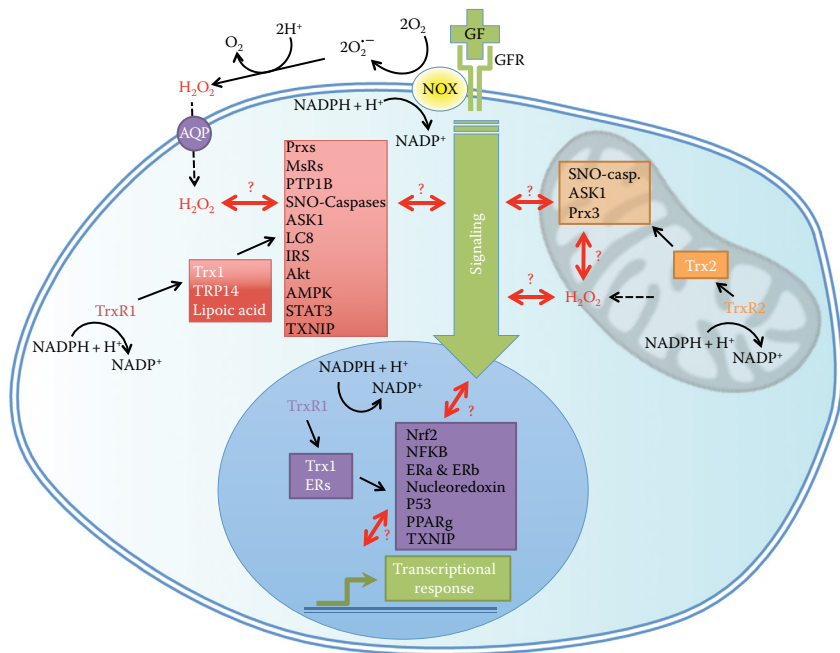 GF
GFR
2O₂
2O₂•⁻
2H⁺
O₂
H₂O₂
NOX
NADPH + H⁺
NADP⁺
AQP
H₂O₂
?
Prxs
MsRs
PTP1B
SNO-Caspases
ASK1
LC8
IRS
Akt
AMPK
STAT3
TXNIP
?
Signaling
?
SNO-casp.
ASK1
Prx3
?
?
H₂O₂
Trx2
TrxR2
NADPH + H⁺
NADP⁺
Trx1
TRP14
Lipoic acid
TrxR1
NADPH + H⁺
NADP⁺
NADPH + H⁺
NADP⁺
TrxR1
?
Trx1
ERs
Nrf2
NFKB
ERa & ERb
Nucleoredoxin
P53
PPARg
TXNIP
?
Transcriptional
response